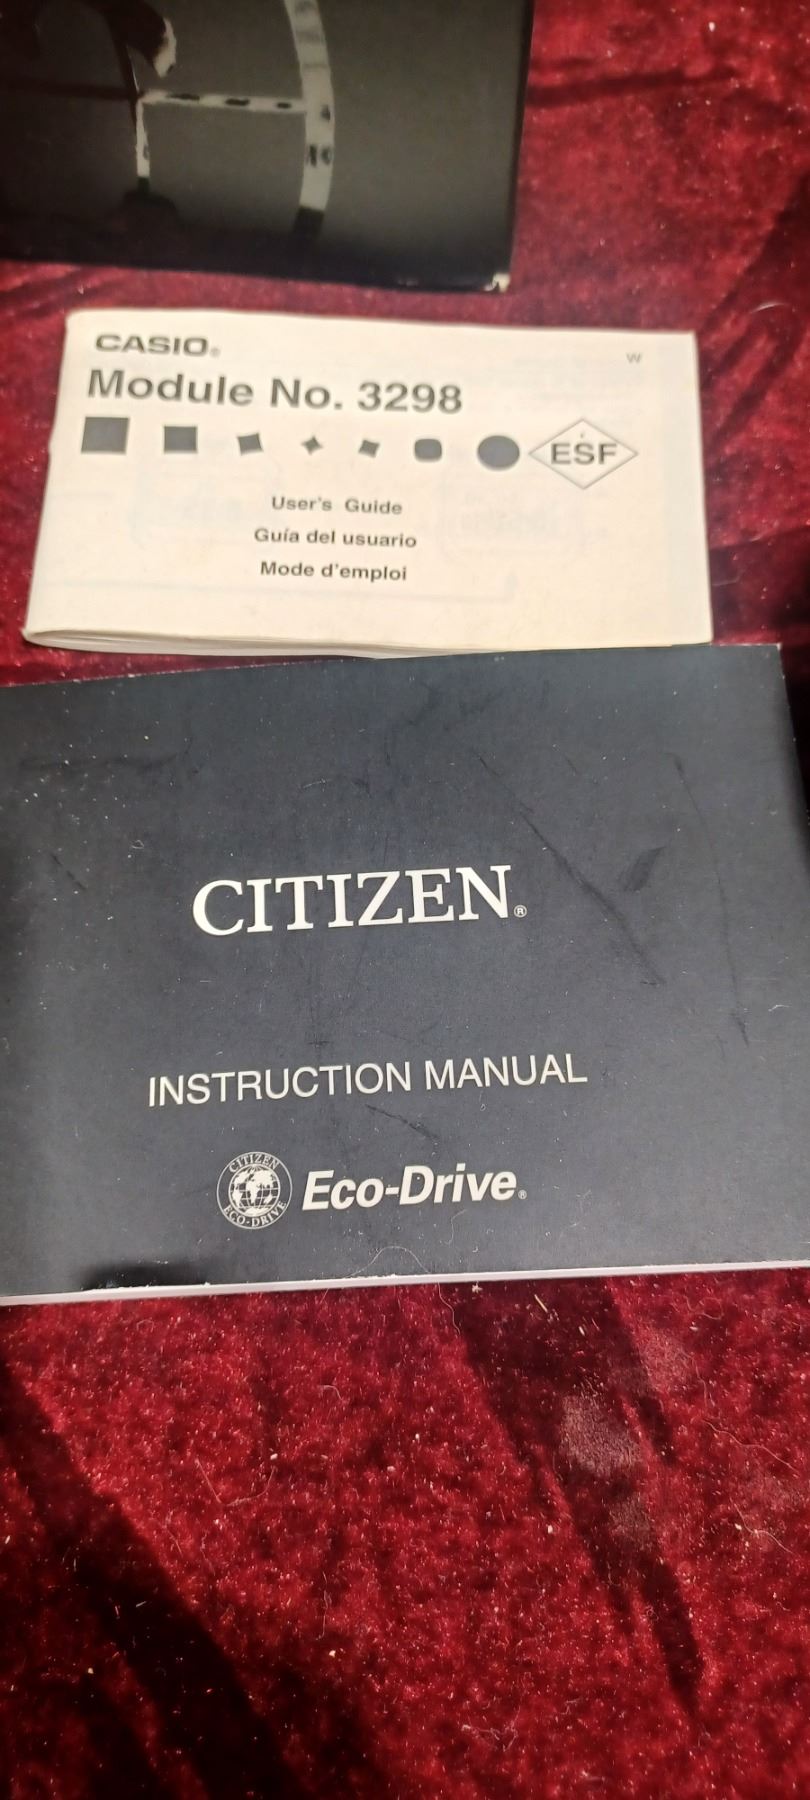 CASIO®
W
Module No. 3298
ESF
User's Guide
Guía del usuario
Mode d'emploi
CITIZEN®
INSTRUCTION MANUAL
CITIZEN
ECO-DRIVE
Eco-Drive®